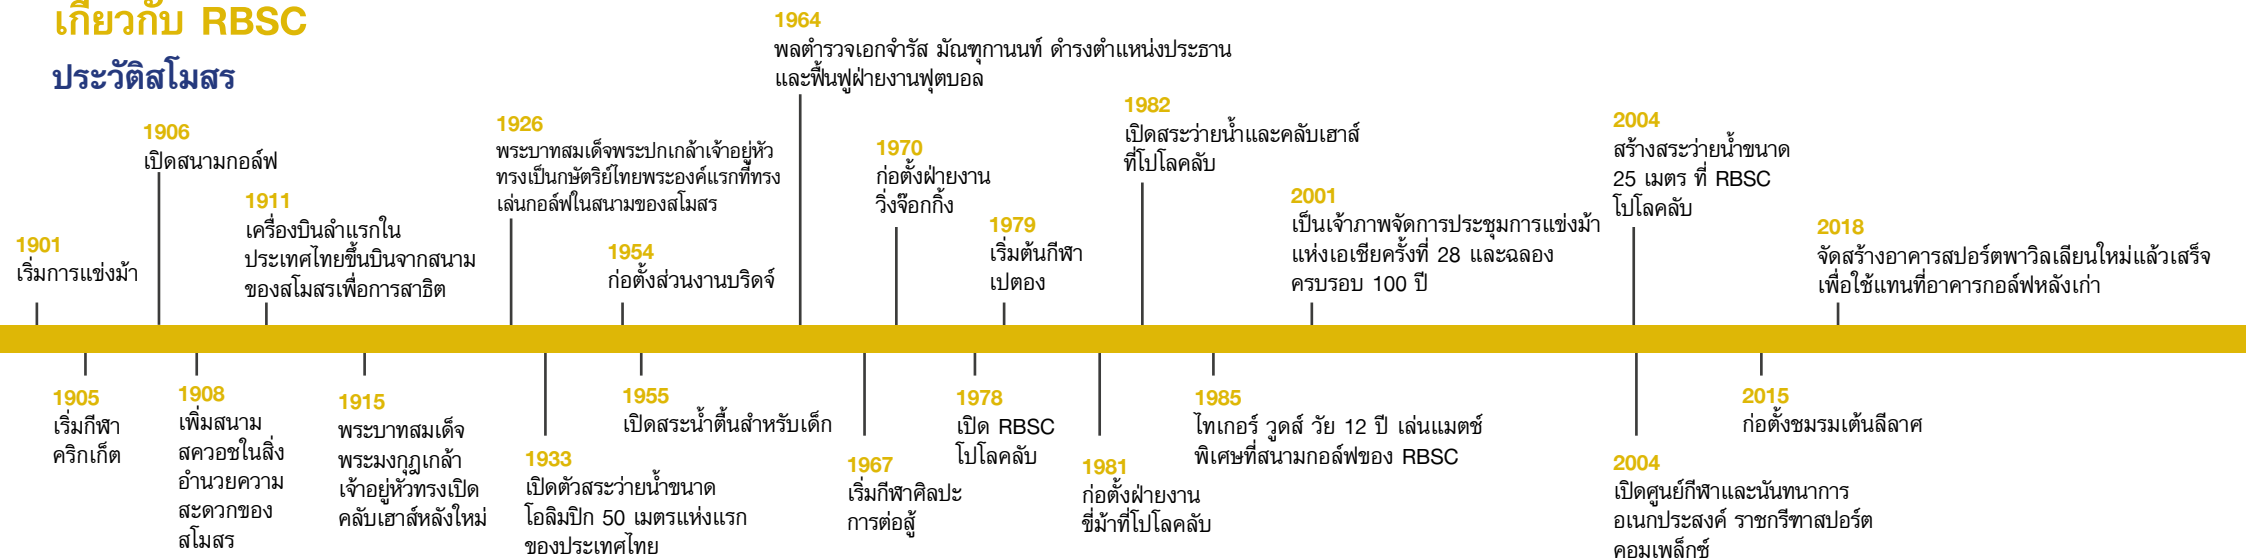 เกี่ยวกับ RBSC
ประวัติสโมสร
1901
เริ่มการแข่งม้า
1905
เริ่มกีฬา
คริกเก็ต
1906
เปิดสนามกอล์ฟ
1908
เพิ่มสนาม
สควอชในสิ่ง
อำนวยความ
สะดวกของ
สโมสร
1911
เครื่องบินลำแรกใน
ประเทศไทยขึ้นบินจากสนาม
ของสโมสรเพื่อการสาธิต
1915
พระบาทสมเด็จ
พระมงกุฎเกล้า
เจ้าอยู่หัวทรงเปิด
คลับเฮาส์หลังใหม่
1926
พระบาทสมเด็จพระปกเกล้าเจ้าอยู่หัว
ทรงเป็นกษัตริย์ไทยพระองค์แรกที่ทรง
เล่นกอล์ฟในสนามของสโมสร
1933
เปิดตัวสระว่ายน้ำขนาด
โอลิมปิก 50 เมตรแห่งแรก
ของประเทศไทย
1954
ก่อตั้งส่วนงานบริดจ์
1955
เปิดสระน้ำตื้นสำหรับเด็ก
1964
พลตำรวจเอกจำรัส มัณฑุกานนท์ ดำรงตำแหน่งประธาน
และฟื้นฟูฝ่ายงานฟุตบอล
1967
เริ่มกีฬาศิลปะ
การต่อสู้
1970
ก่อตั้งฝ่ายงาน
วิ่งจ๊อกกิ้ง
1978
เปิด RBSC
โปโลคลับ
1979
เริ่มต้นกีฬา
เปตอง
1981
ก่อตั้งฝ่ายงาน
ขี่ม้าที่โปโลคลับ
1982
เปิดสระว่ายน้ำและคลับเฮาส์
ที่โปโลคลับ
1985
ไทเกอร์ วูดส์ วัย 12 ปี เล่นแมตช์
พิเศษที่สนามกอล์ฟของ RBSC
2001
เป็นเจ้าภาพจัดการประชุมการแข่งม้า
แห่งเอเชียครั้งที่ 28 และฉลอง
ครบรอบ 100 ปี
2004
สร้างสระว่ายน้ำขนาด
25 เมตร ที่ RBSC
โปโลคลับ
2004
เปิดศูนย์กีฬาและนันทนาการ
อเนกประสงค์ ราชกรีฑาสปอร์ต
คอมเพล็กซ์
2015
ก่อตั้งชมรมเต้นลีลาศ
2018
จัดสร้างอาคารสปอร์ตพาวิลเลียนใหม่แล้วเสร็จ
เพื่อใช้แทนที่อาคารกอล์ฟหลังเก่า